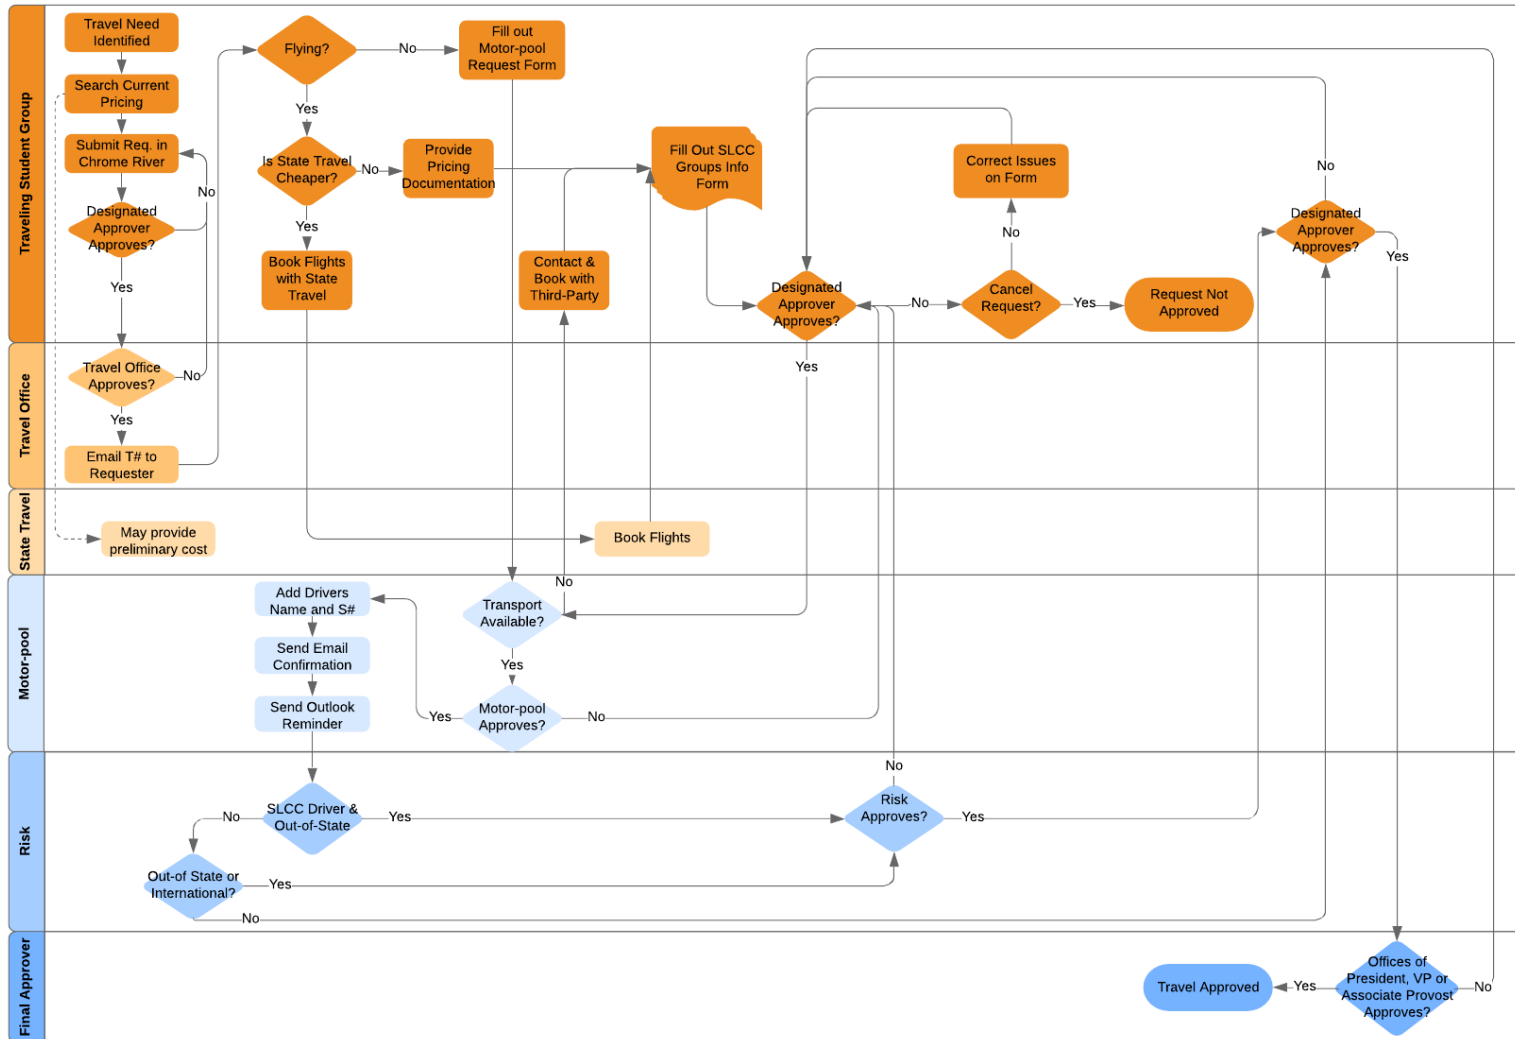 Traveling Student Group
Travel Need
Identified
Search Current
Pricing
Submit Req. in
Chrome River
No
Designated
Approver
Approves?
Yes
Flying?
No
Fill out
Motor-pool
Request Form
Yes
Is State Travel
Cheaper?
No
Provide
Pricing
Documentation
Yes
Book Flights
with State
Travel
Contact &
Book with
Third-Party
Fill Out SLCC
Groups Info
Form
Designated
Approver
Approves?
No
Cancel
Request?
No
Correct Issues
on Form
Yes
Request Not
Approved
No
Designated
Approver
Approves?
Yes
Travel Office
Travel Office
Approves?
No
Yes
Email T# to
Requester
Yes
State Travel
May provide
preliminary cost
Book Flights
Motor-pool
Add Drivers
Name and S#
Send Email
Confirmation
Send Outlook
Reminder
No
Transport
Available?
Yes
Motor-pool
Approves?
Yes
No
Risk
No
SLCC Driver &
Out-of-State
Yes
No
Risk
Approves?
Yes
Out-of State or
International?
Yes
No
Final Approver
Travel Approved
Yes
Offices of
President, VP or
Associate Provost
Approves?
No